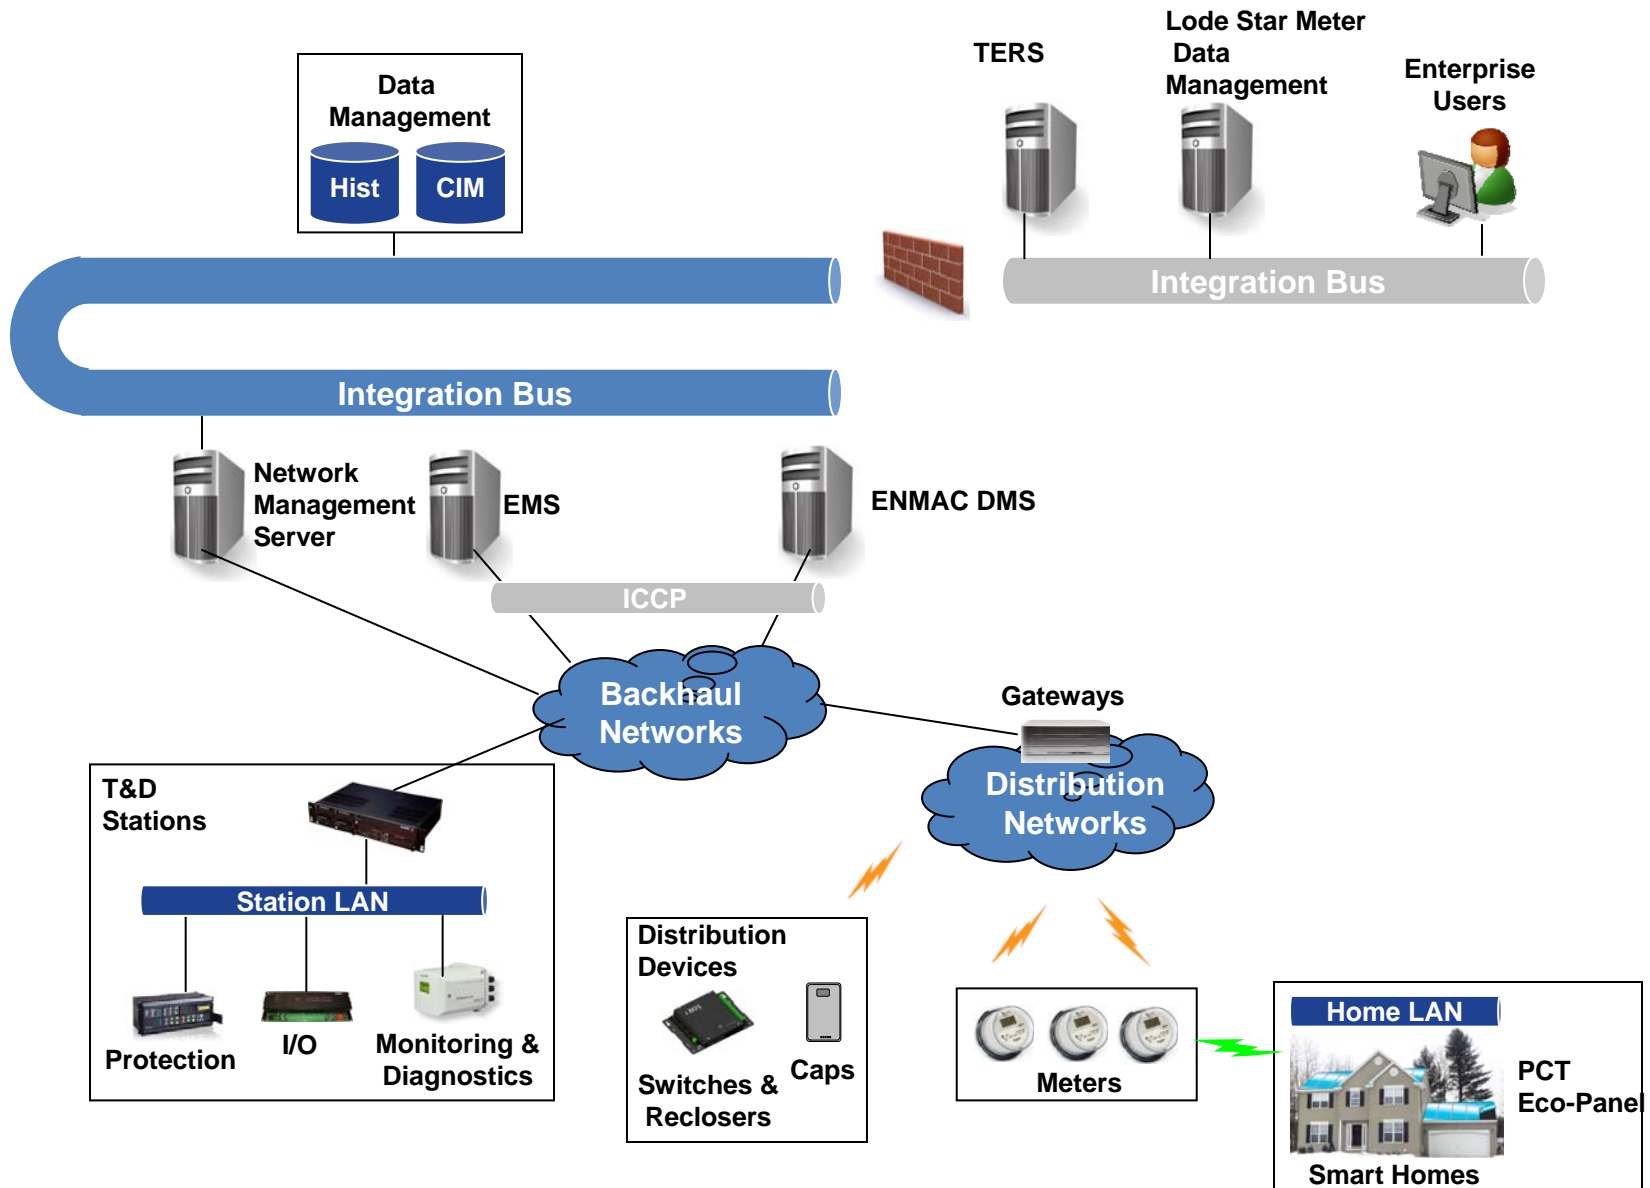 Lode Star Meter
Data
Management
TERS
Enterprise
Users
Data
Management
Hist
CIM
Integration Bus
Integration Bus
Network
Management
Server
EMS
ENMAC DMS
ICCP
Backhaul
Networks
Gateways
Distribution
Networks
T&D
Stations
Station LAN
Protection
I/O
Monitoring &
Diagnostics
Distribution
Devices
Switches &
Reclosers
Caps
Meters
Home LAN
PCT
Eco-Panel
Smart Homes